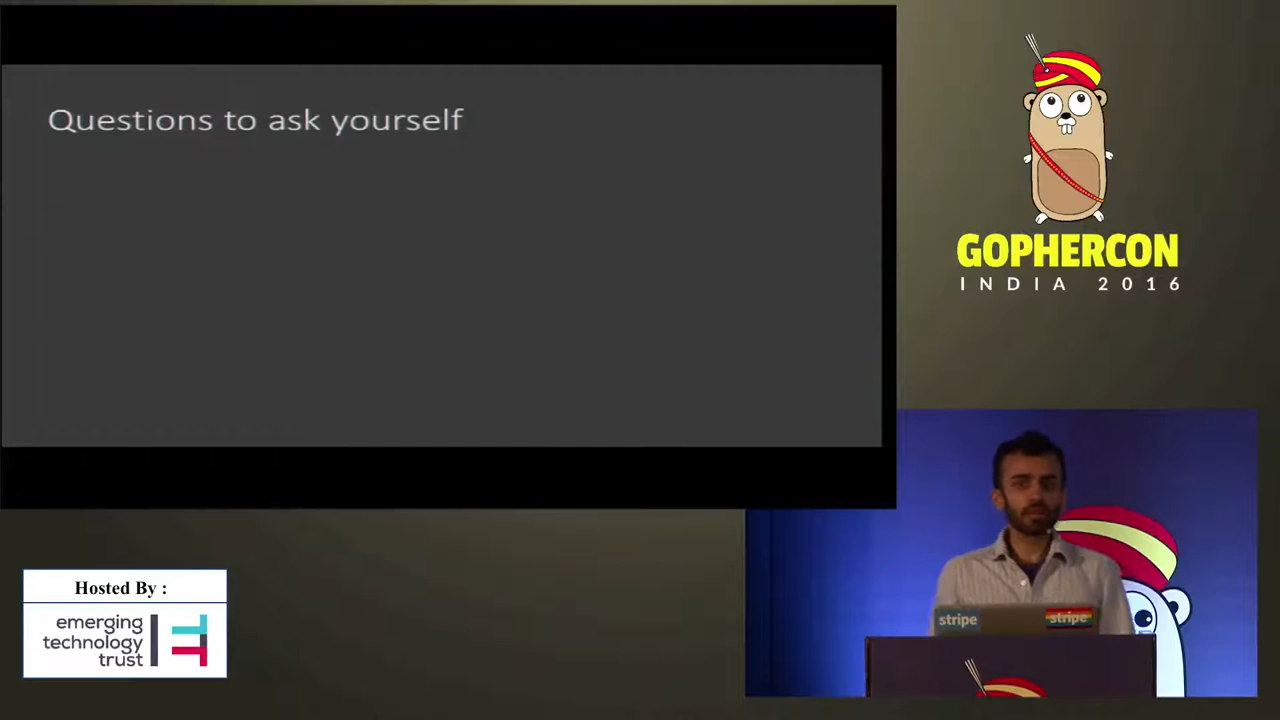 Questions to ask yourself
GOPHERCON
INDIA 2016
Hosted By :
emerging
technology
trust
stripe
stripe